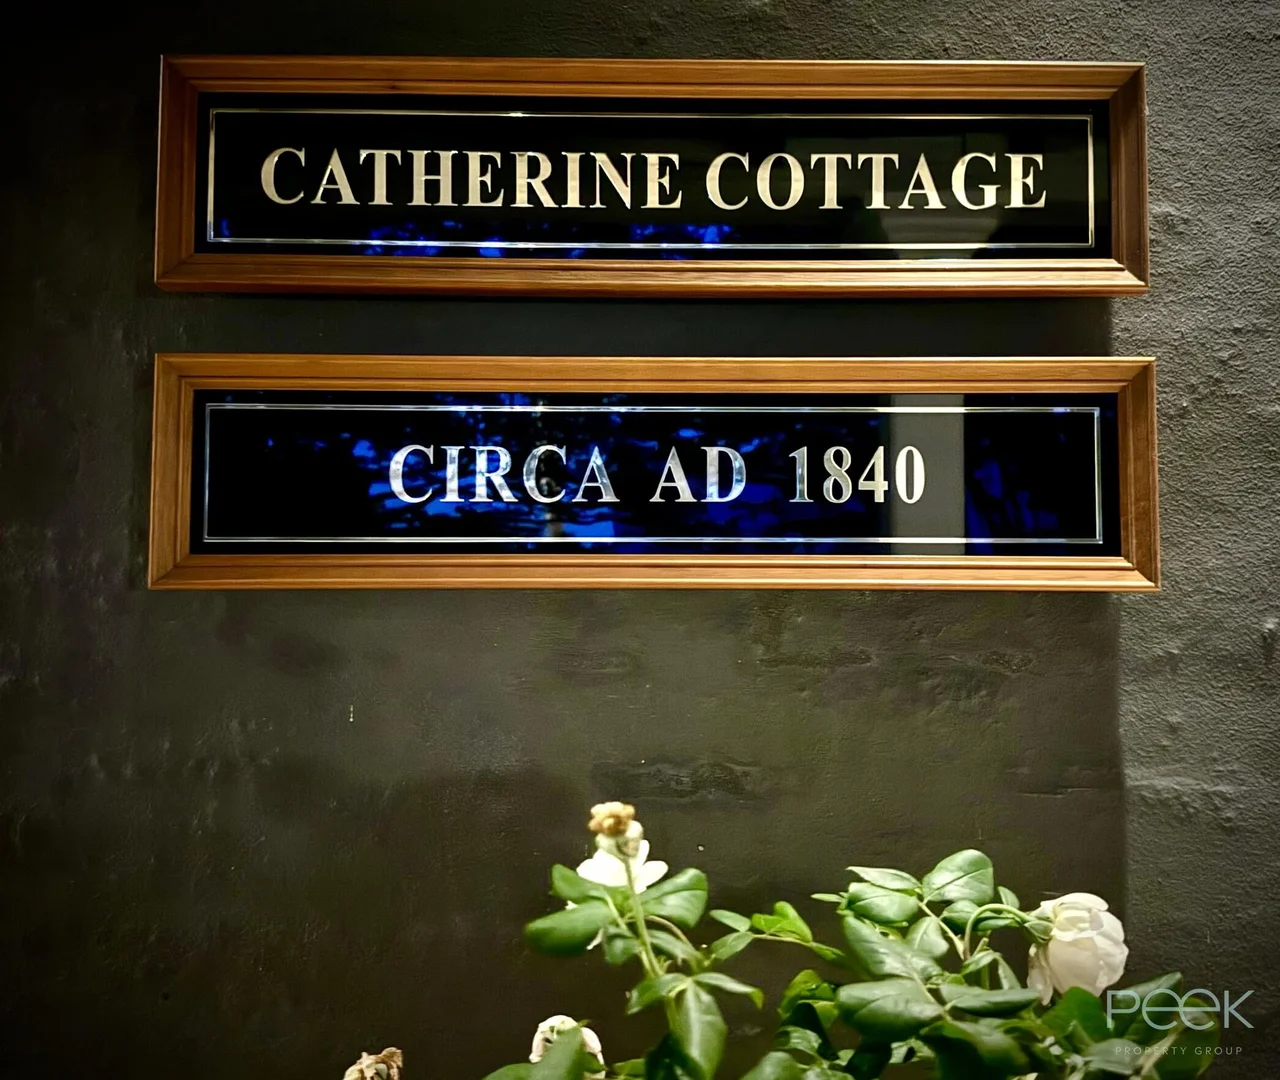 CATHERINE COTTAGE
CIRCA AD 1840
PEEK
PROPERTY GROUP